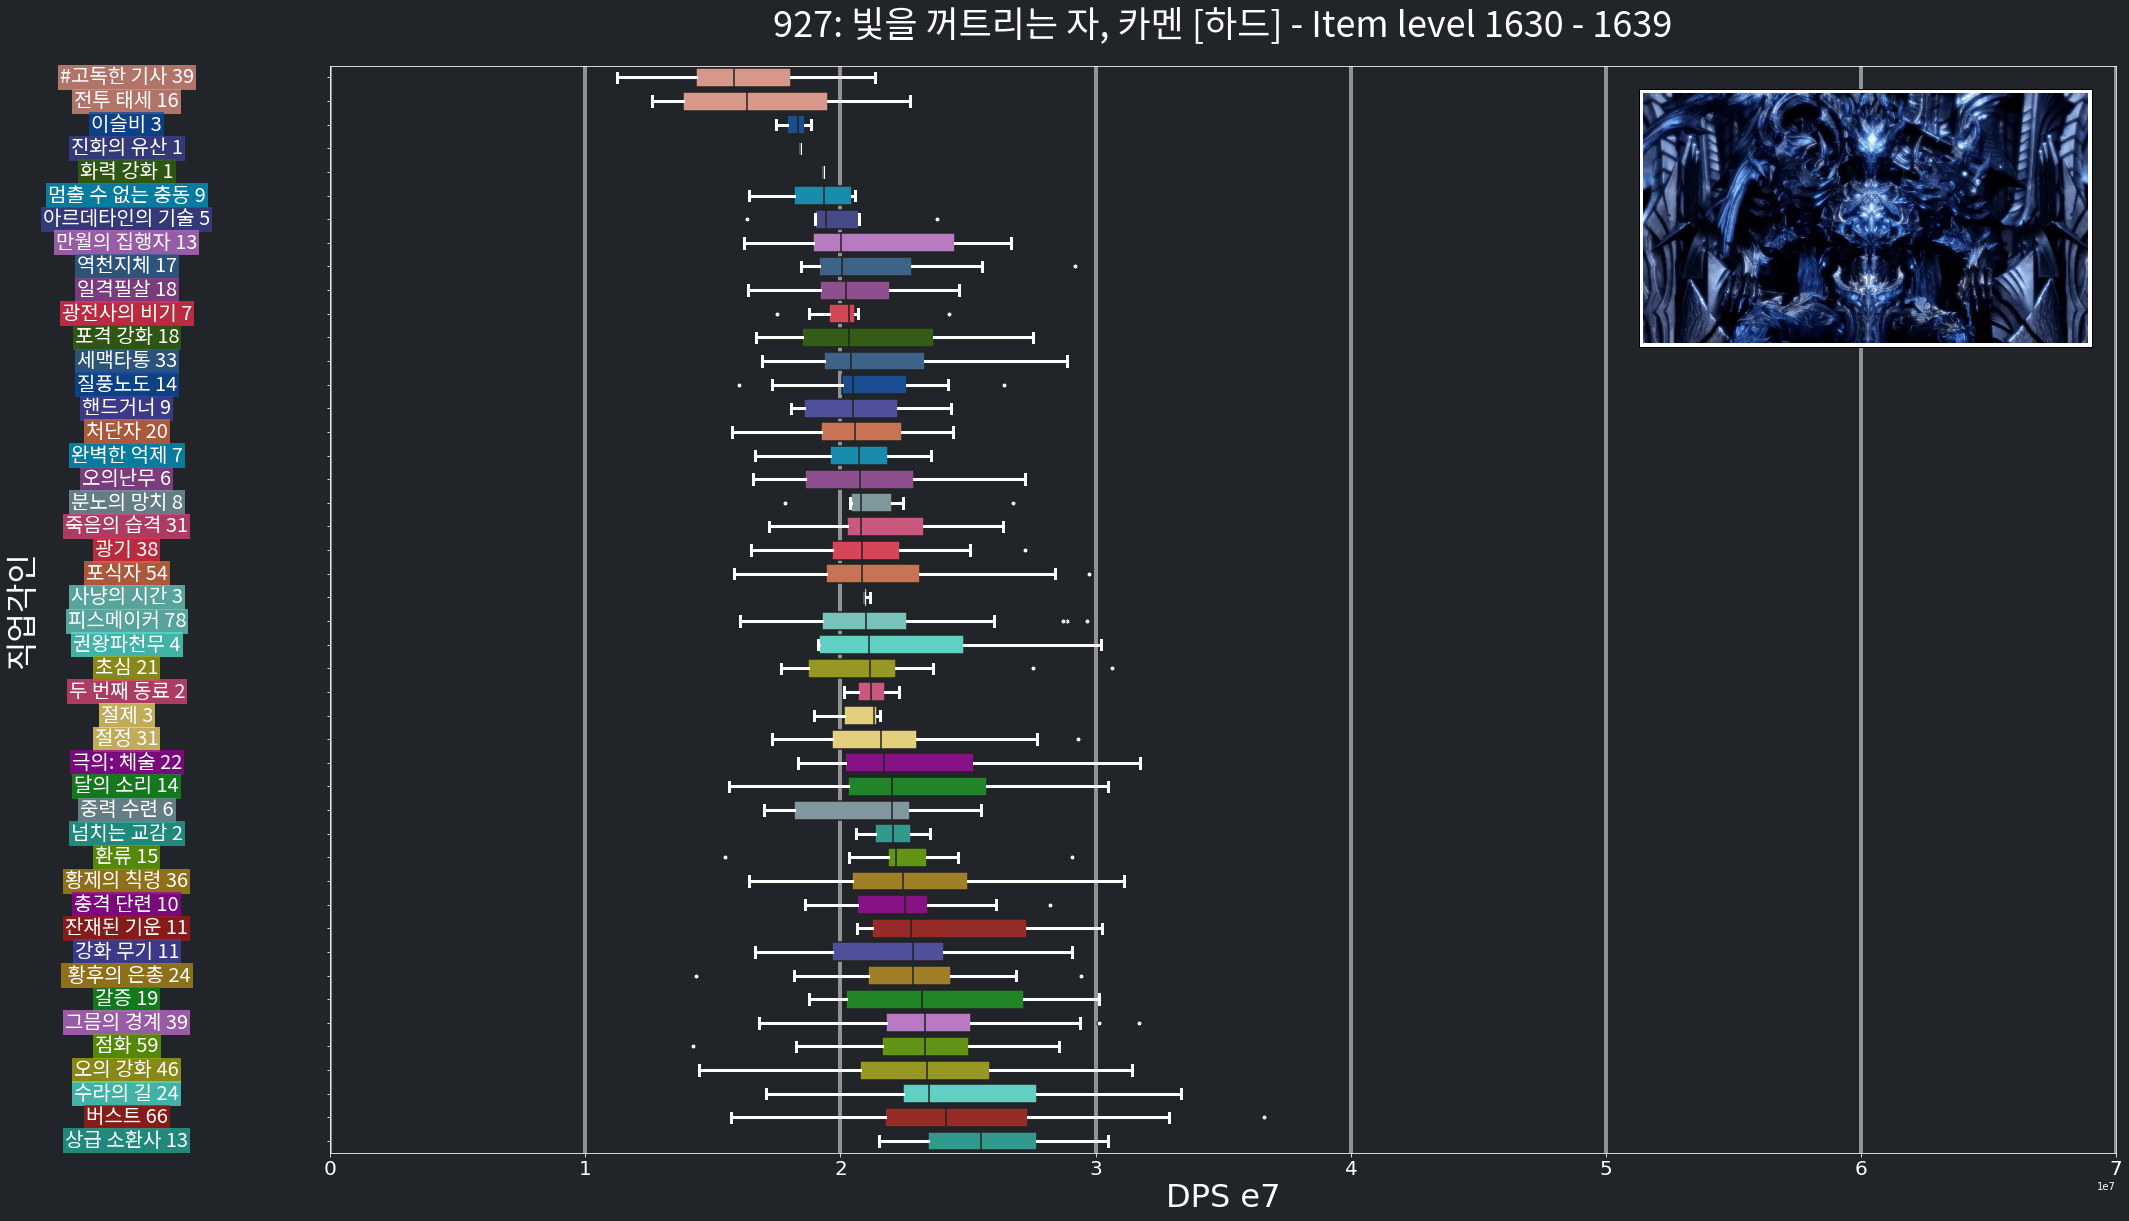 927: 빛을 꺼트리는 자, 카멘 [하드] - Item level 1630 - 1639
직업각인
#고독한 기사 39
전투 태세 16
이슬비 3
진화의 유산 1
화력 강화 1
멈출 수 없는 충동 9
아르데타인의 기술 5
만월의 집행자 13
역천지체 17
일격필살 18
광전사의 비기 7
포격 강화 18
세맥타통 33
질풍노도 14
핸드거너 9
처단자 20
완벽한 억제 7
오의난무 6
분노의 망치 8
죽음의 습격 31
광기 38
포식자 54
사냥의 시간 3
피스메이커 78
권왕파천무 4
초심 21
두 번째 동료 2
절제 3
절정 31
극의: 체술 22
달의 소리 14
중력 수련 6
넘치는 교감 2
환류 15
황제의 칙령 36
충격 단련 10
잔재된 기운 11
강화 무기 11
황후의 은총 24
갈증 19
그믐의 경계 39
점화 59
오의 강화 46
수라의 길 24
버스트 66
상급 소환사 13
0 1 2 3 4 5 6 7
1e7
DPS e7